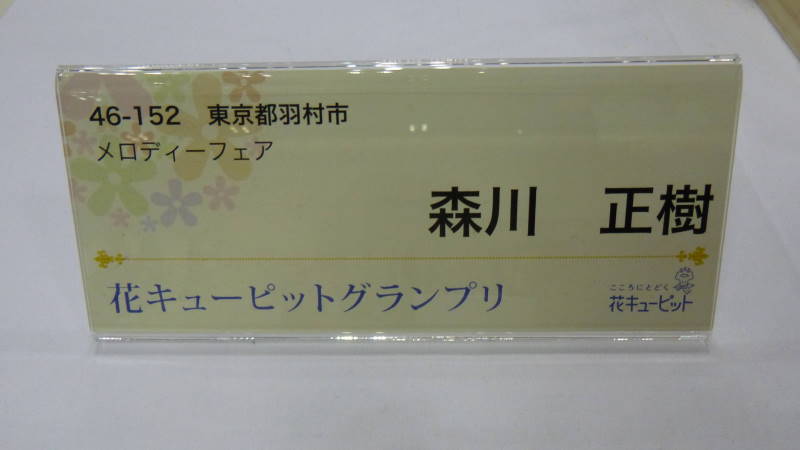 46-152　東京都羽村市
メロディーフェア
森川　正樹
花キューピットグランプリ
こころにとどく
花キューピット